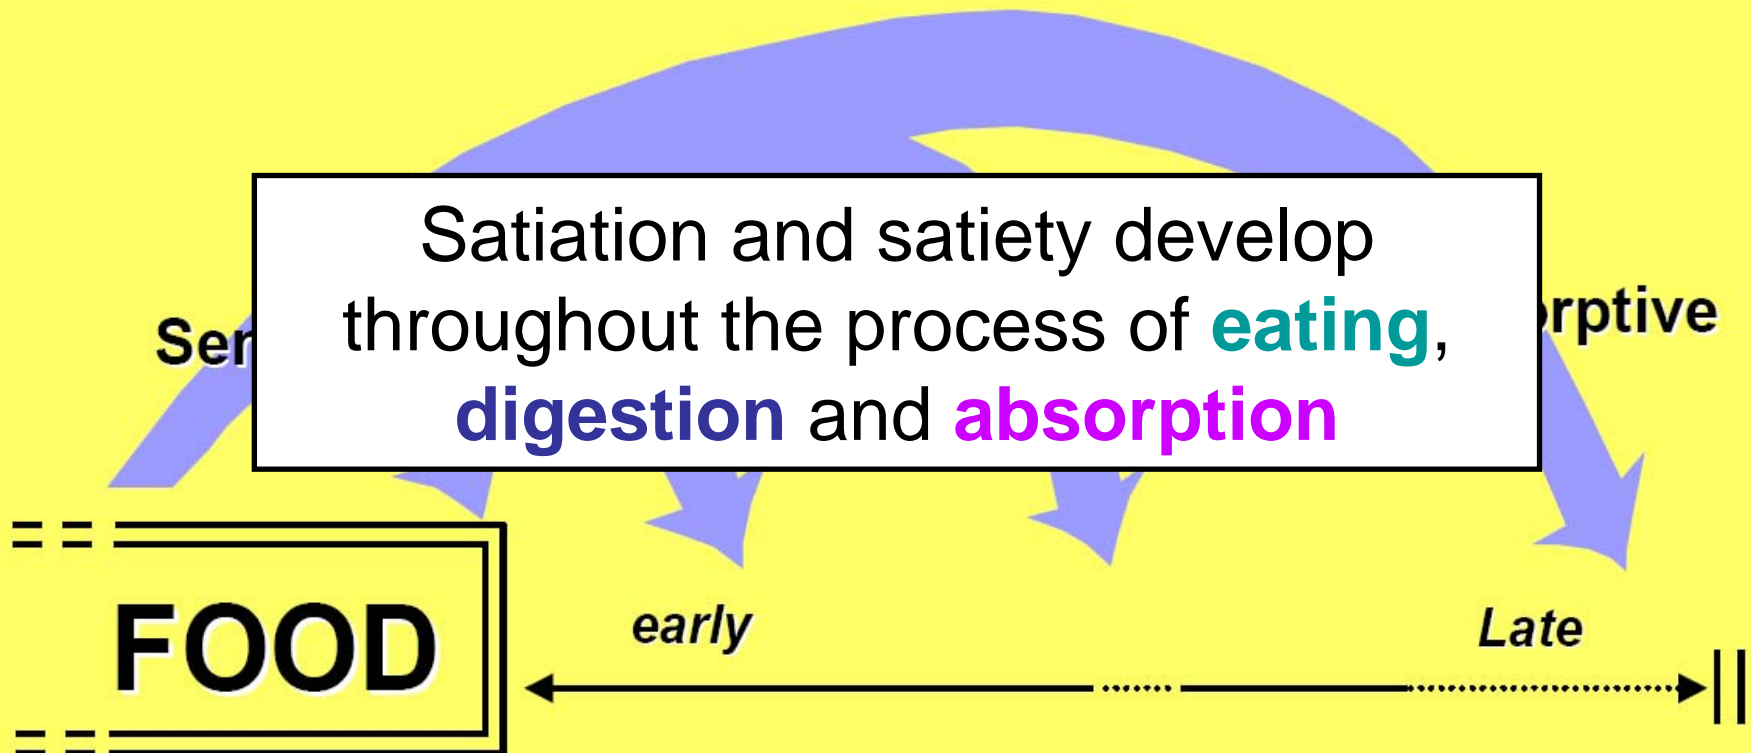 Satiation and satiety develop
throughout the process of eating,
digestion and absorption
FOOD
early
Late